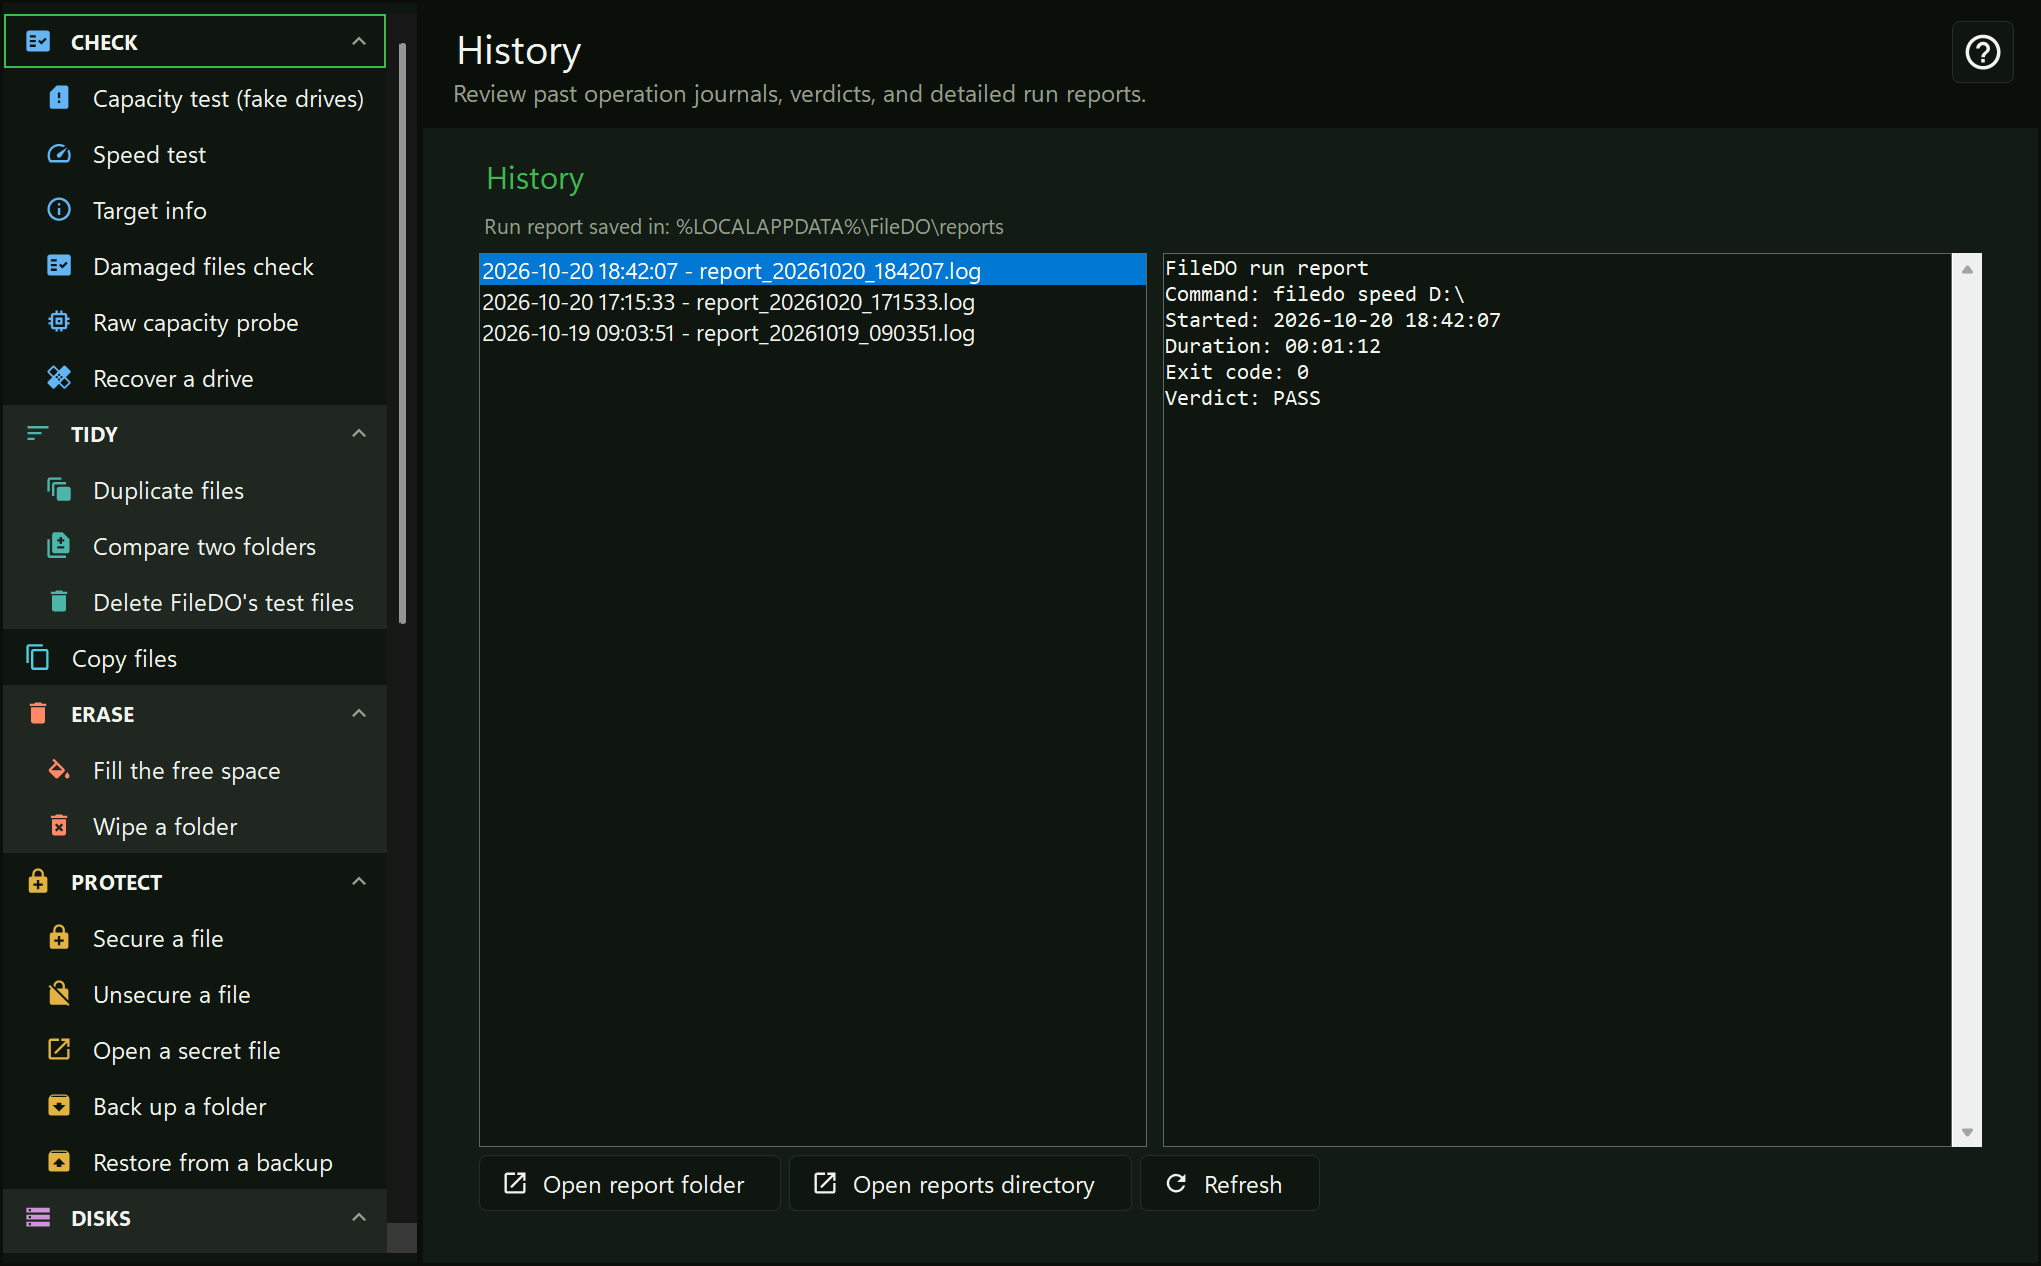 CHECK
Capacity test (fake drives)
Speed test
Target info
Damaged files check
Raw capacity probe
Recover a drive
TIDY
Duplicate files
Compare two folders
Delete FileDO's test files
Copy files
ERASE
Fill the free space
Wipe a folder
PROTECT
Secure a file
Unsecure a file
Open a secret file
Back up a folder
Restore from a backup
DISKS
History
Review past operation journals, verdicts, and detailed run reports.
History
Run report saved in: %LOCALAPPDATA%\FileDO\reports
2026-10-20 18:42:07 - report_20261020_184207.log
2026-10-20 17:15:33 - report_20261020_171533.log
2026-10-19 09:03:51 - report_20261019_090351.log
FileDO run report
Command: filedo speed D:\
Started: 2026-10-20 18:42:07
Duration: 00:01:12
Exit code: 0
Verdict: PASS
Open report folder
Open reports directory
Refresh